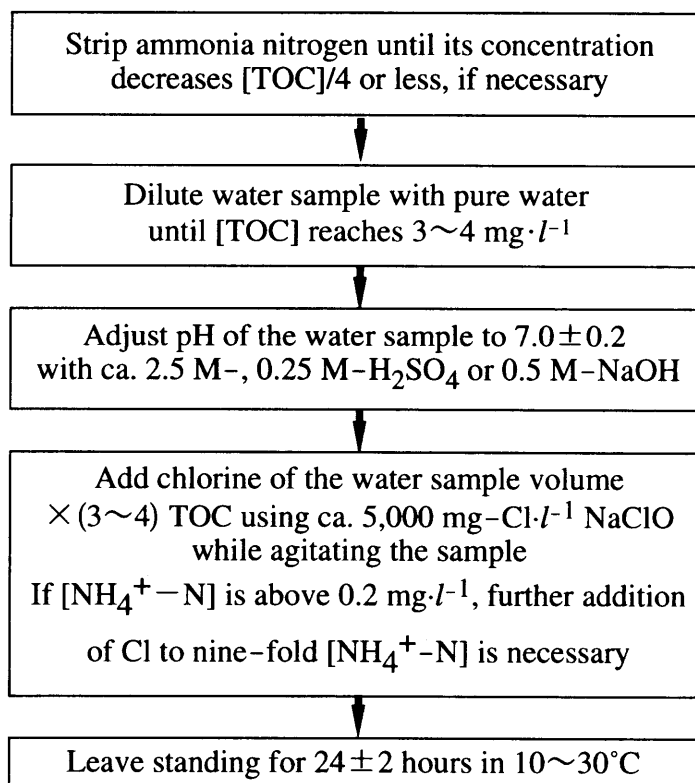 Strip ammonia nitrogen until its concentration
decreases [TOC]/4 or less, if necessary
Dilute water sample with pure water
until [TOC] reaches 3～4 mg·l⁻¹
Adjust pH of the water sample to 7.0±0.2
with ca. 2.5 M–, 0.25 M–H₂SO₄ or 0.5 M–NaOH
Add chlorine of the water sample volume
×(3～4) TOC using ca. 5,000 mg–Cl·l⁻¹ NaClO
while agitating the sample
If [NH₄⁺–N] is above 0.2 mg·l⁻¹, further addition
of Cl to nine–fold [NH₄⁺–N] is necessary
Leave standing for 24±2 hours in 10～30°C